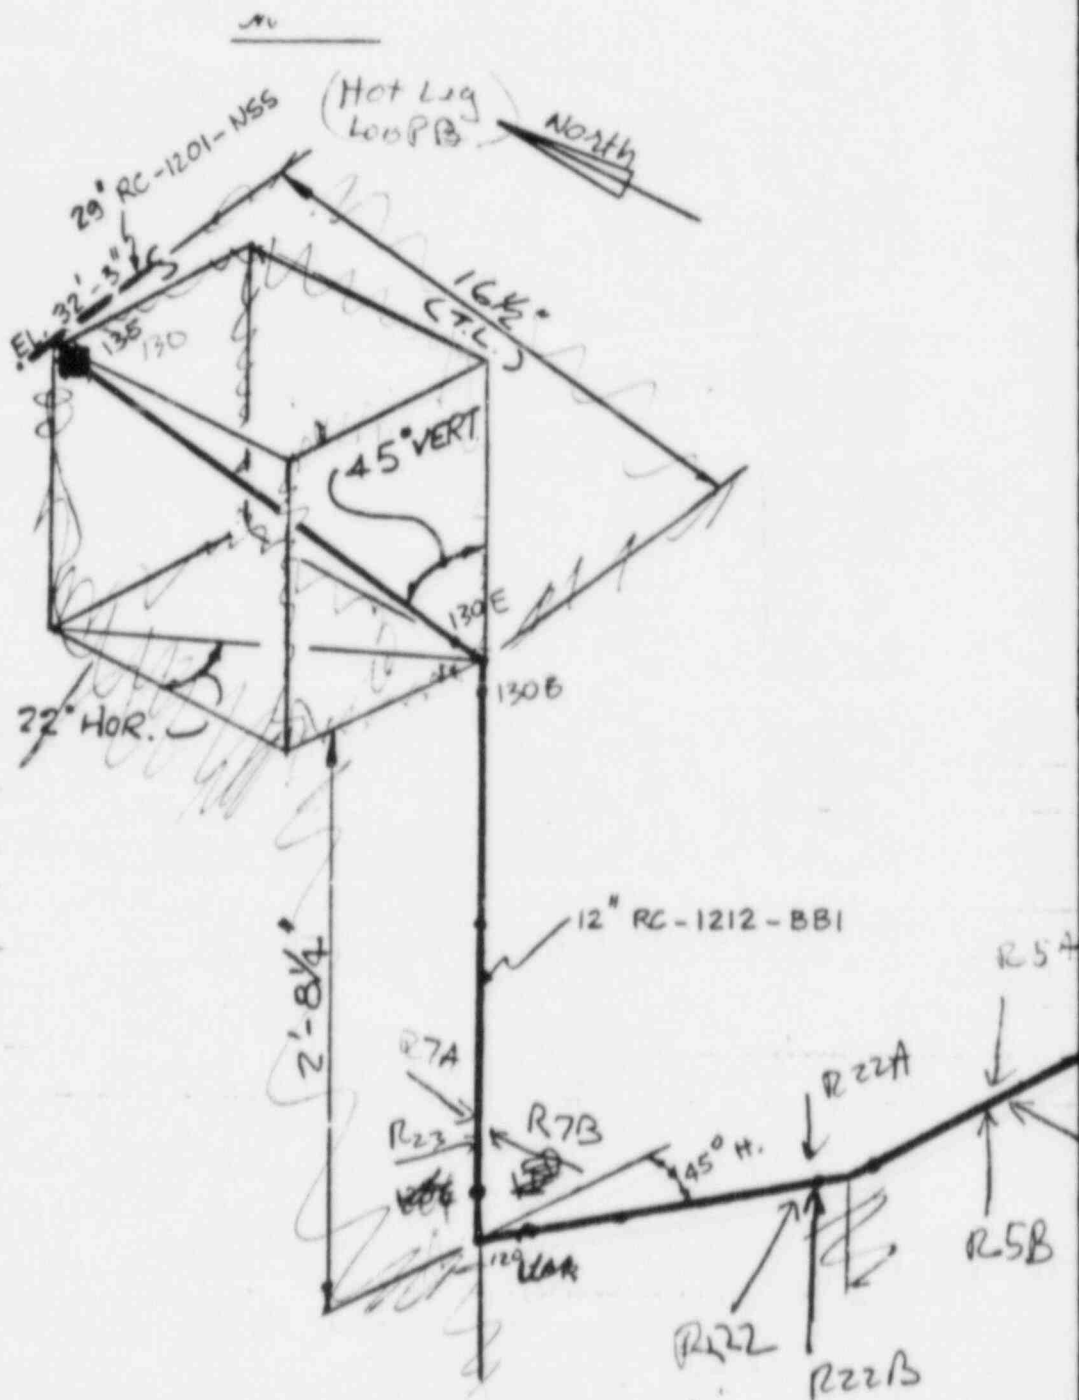 (Hot Leg
Loop B)
North
29" RC-1201-NSS
EL. 32'-3"
135
130
16½"
(T.L.)
45° VERT.
130E
130B
22° HOR.
12" RC-1212-BB1
2'-8¼"
R5A
R7A
R22A
R23
R7B
45° H.
129
R5B
R22B